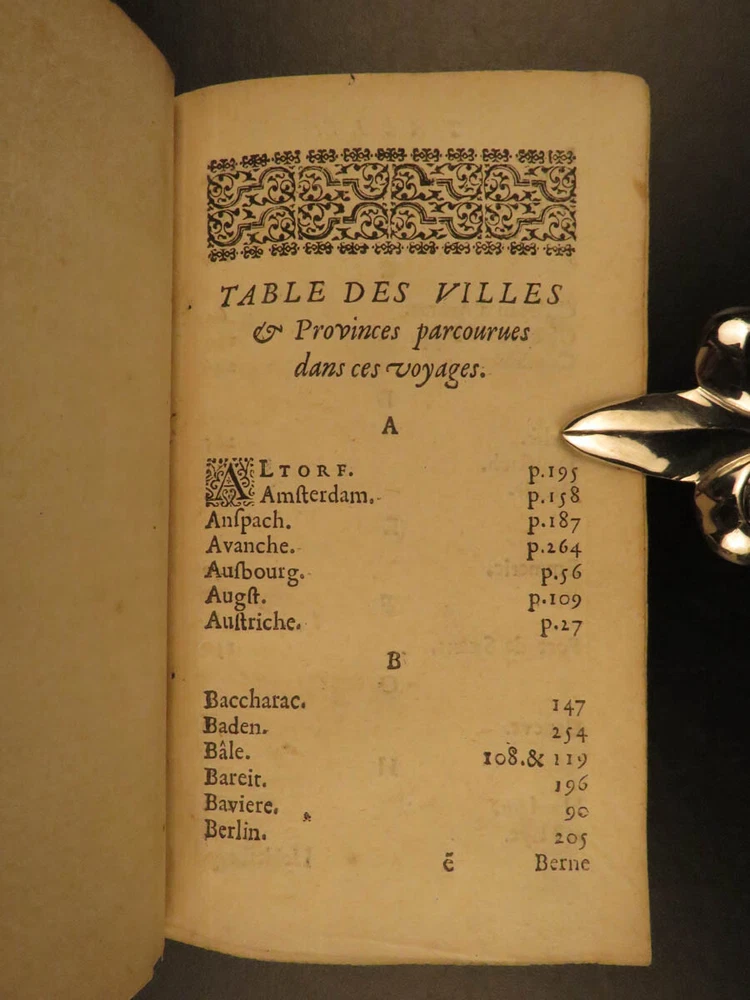 TABLE DES VILLES
& Provinces parcourues
dans ces voyages.
A
ALTORF. p.195
Amſterdam. p.158
Anſpach. p.187
Avanche. p.264
Auſbourg. p.56
Augſt. p.109
Auſtriche. p.27
B
Baccharac. 147
Baden. 254
Bâle. 108.& 119
Bareit. 196
Baviere. 90
Berlin. 205
ẽ Berne